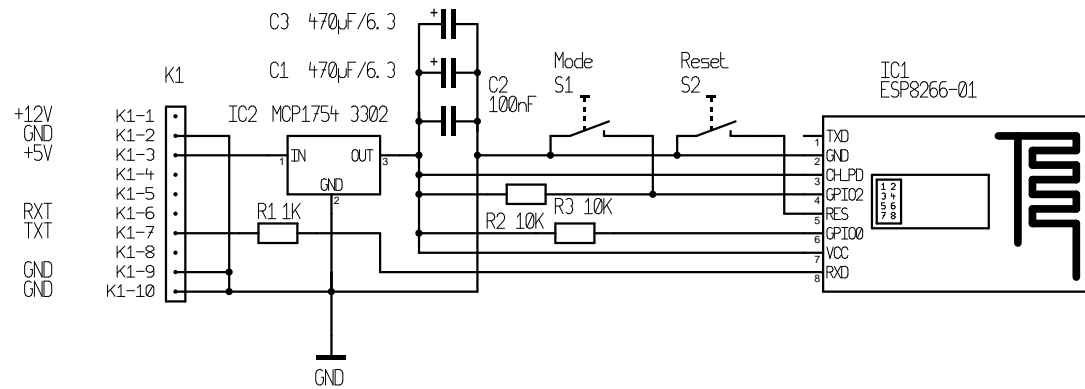 C3 470µF/6.3
+
C1 470µF/6.3
+
C2
100nF
Mode
S1
Reset
S2
IC1
ESP8266-01
K1
IC2 MCP1754 3302
+12V K1-1
GND K1-2
+5V K1-3
K1-4
K1-5
RXT K1-6
TXT K1-7
K1-8
GND K1-9
GND K1-10
1 IN OUT 3
GND
2
R1 1K
R2 10K
R3 10K
1 TXD
2 GND
3 CH_PD
4 GPIO2
5 RES
6 GPIO0
7 VCC
8 RXD
1 2
3 4
5 6
7 8
GND